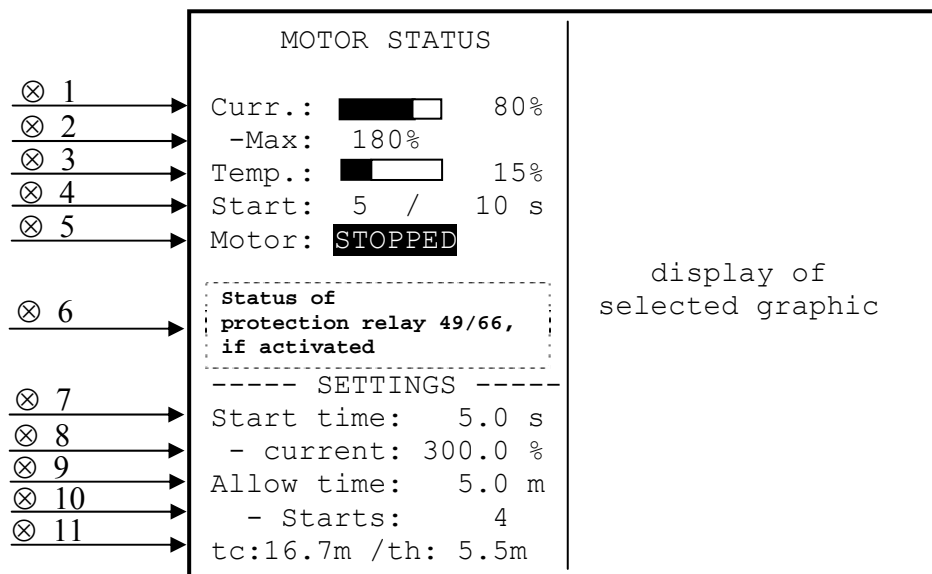 MOTOR STATUS
⊗ 1
Curr.: 80%
⊗ 2
-Max: 180%
⊗ 3
Temp.: 15%
⊗ 4
Start: 5 / 10 s
⊗ 5
Motor: STOPPED
⊗ 6
Status of
protection relay 49/66,
if activated
----- SETTINGS -----
⊗ 7
Start time: 5.0 s
⊗ 8
- current: 300.0 %
⊗ 9
Allow time: 5.0 m
⊗ 10
- Starts: 4
⊗ 11
tc:16.7m /th: 5.5m
display of
selected graphic